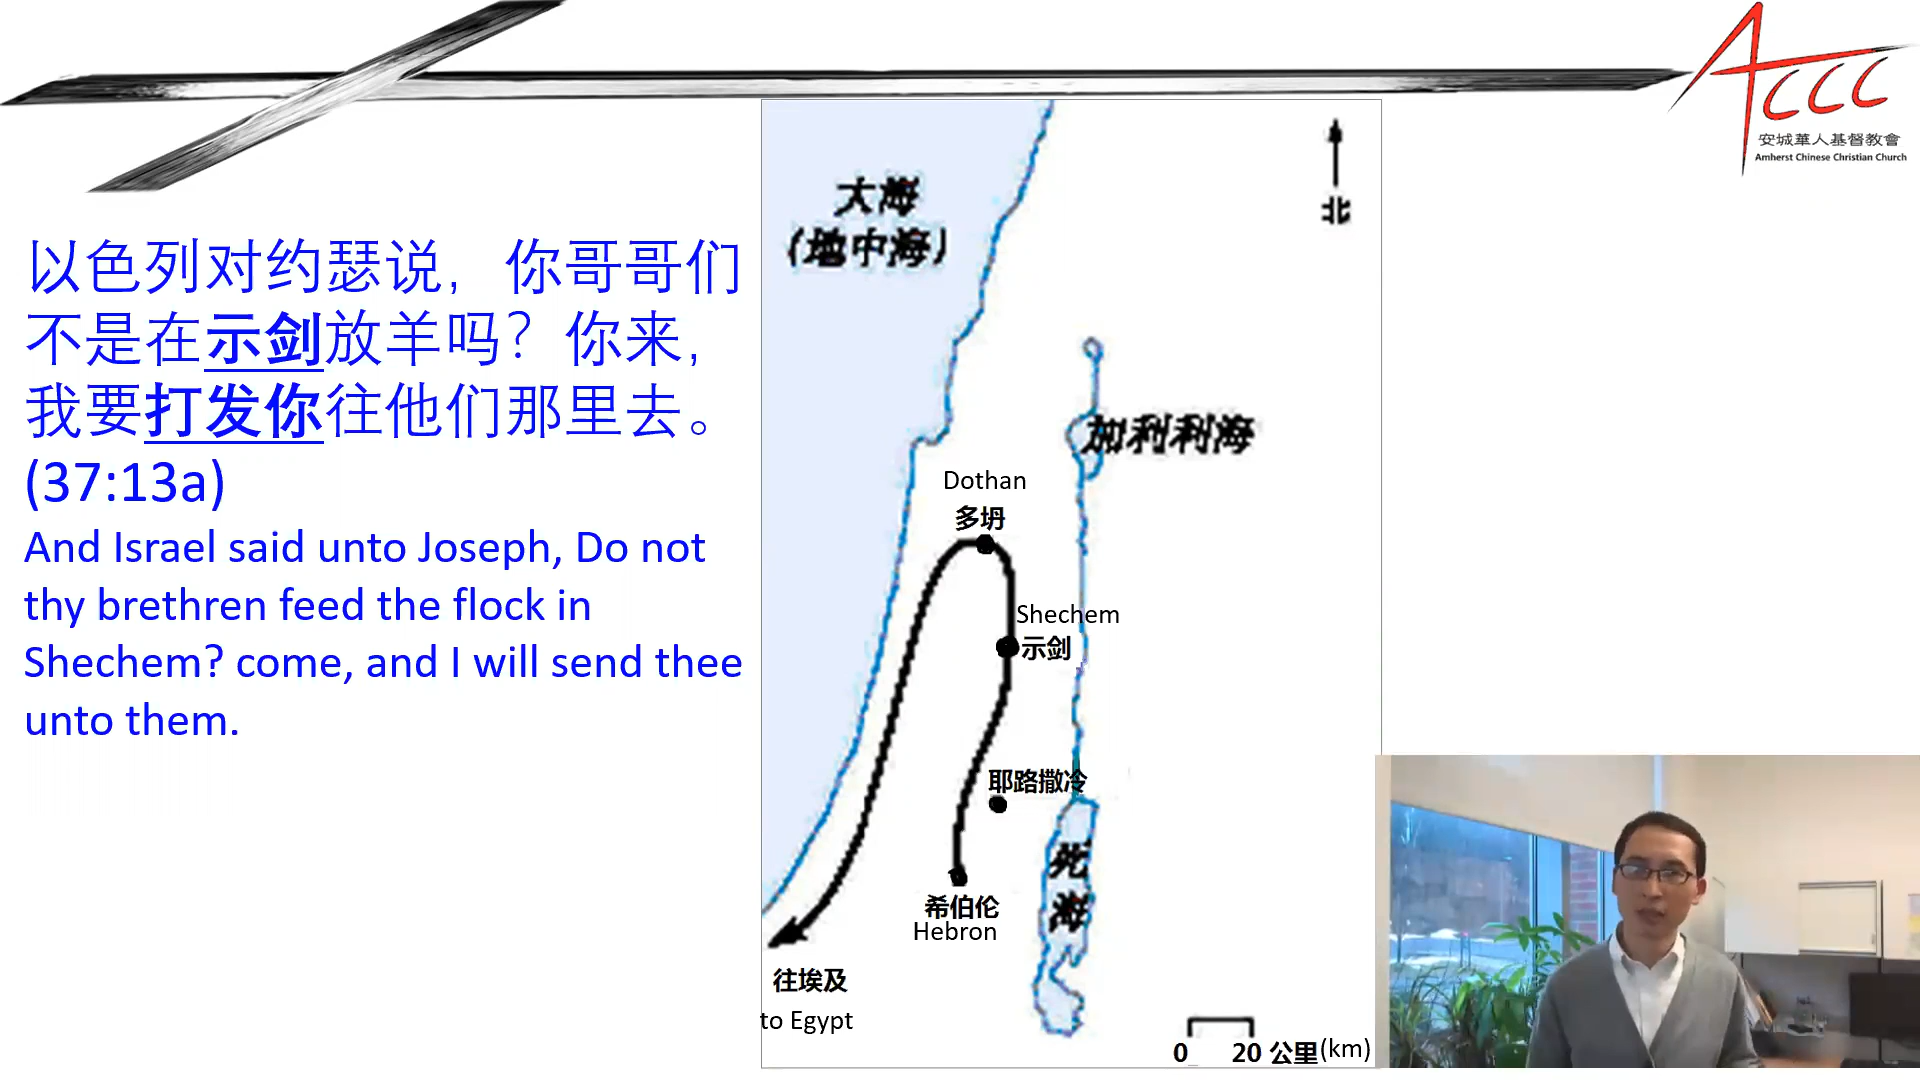 ACCC
安城華人基督教會
Amherst Chinese Christian Church
以色列对约瑟说，你哥哥们
不是在示剑放羊吗？你来，
我要打发你往他们那里去。
(37:13a)
And Israel said unto Joseph, Do not
thy brethren feed the flock in
Shechem? come, and I will send thee
unto them.
大海
(地中海)
北
加利利海
Dothan
多坍
Shechem
示剑
耶路撒冷
死海
希伯伦
Hebron
往埃及
to Egypt
0 20 公里(km)